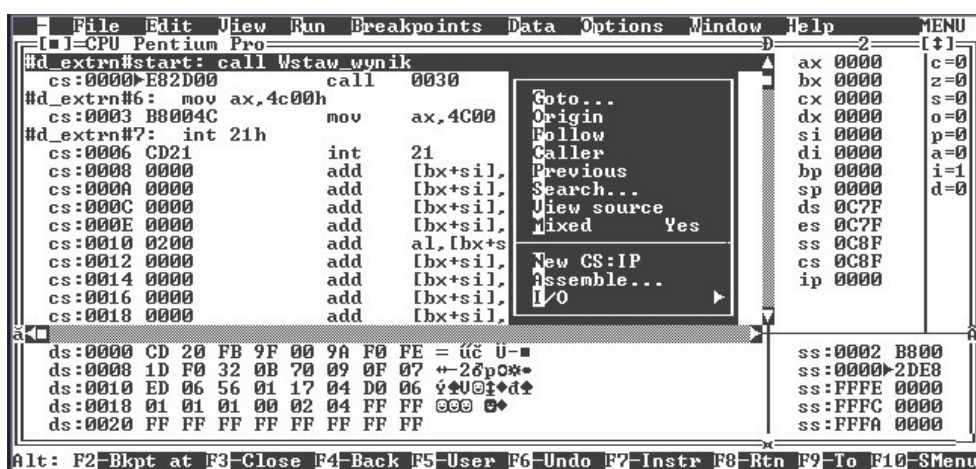 ≡ File Edit View Run Breakpoints Data Options Window Help MENU
[■]=CPU Pentium Pro 2 [↕]
#d_extrn#start: call Wstaw_wynik
cs:0000►E82D00 call 0030
#d_extrn#6: mov ax,4c00h
cs:0003 B8004C mov ax,4C00
#d_extrn#7: int 21h
cs:0006 CD21 int 21
cs:0008 0000 add [bx+si],
cs:000A 0000 add [bx+si],
cs:000C 0000 add [bx+si],
cs:000E 0000 add [bx+si],
cs:0010 0200 add al,[bx+s
cs:0012 0000 add [bx+si],
cs:0014 0000 add [bx+si],
cs:0016 0000 add [bx+si],
cs:0018 0000 add [bx+si],
Goto...
Origin
Follow
Caller
Previous
Search...
View source
Mixed Yes
New CS:IP
Assemble...
I/O ►
ax 0000 c=0
bx 0000 z=0
cx 0000 s=0
dx 0000 o=0
si 0000 p=0
di 0000 a=0
bp 0000 i=1
sp 0000 d=0
ds 0C7F
es 0C7F
ss 0C8F
cs 0C8F
ip 0000
ds:0000 CD 20 FB 9F 00 9A F0 FE = űč Ü-■
ds:0008 1D F0 32 0B 70 09 0F 07
ds:0010 ED 06 56 01 17 04 D0 06
ds:0018 01 01 01 00 02 04 FF FF ☺☺☺ ☻♦
ds:0020 FF FF FF FF FF FF FF FF
ss:0002 B800
ss:0000►2DE8
ss:FFFE 0000
ss:FFFC 0000
ss:FFFA 0000
Alt: F2-Bkpt at F3-Close F4-Back F5-User F6-Undo F7-Instr F8-Rtn F9-To F10-SMenu